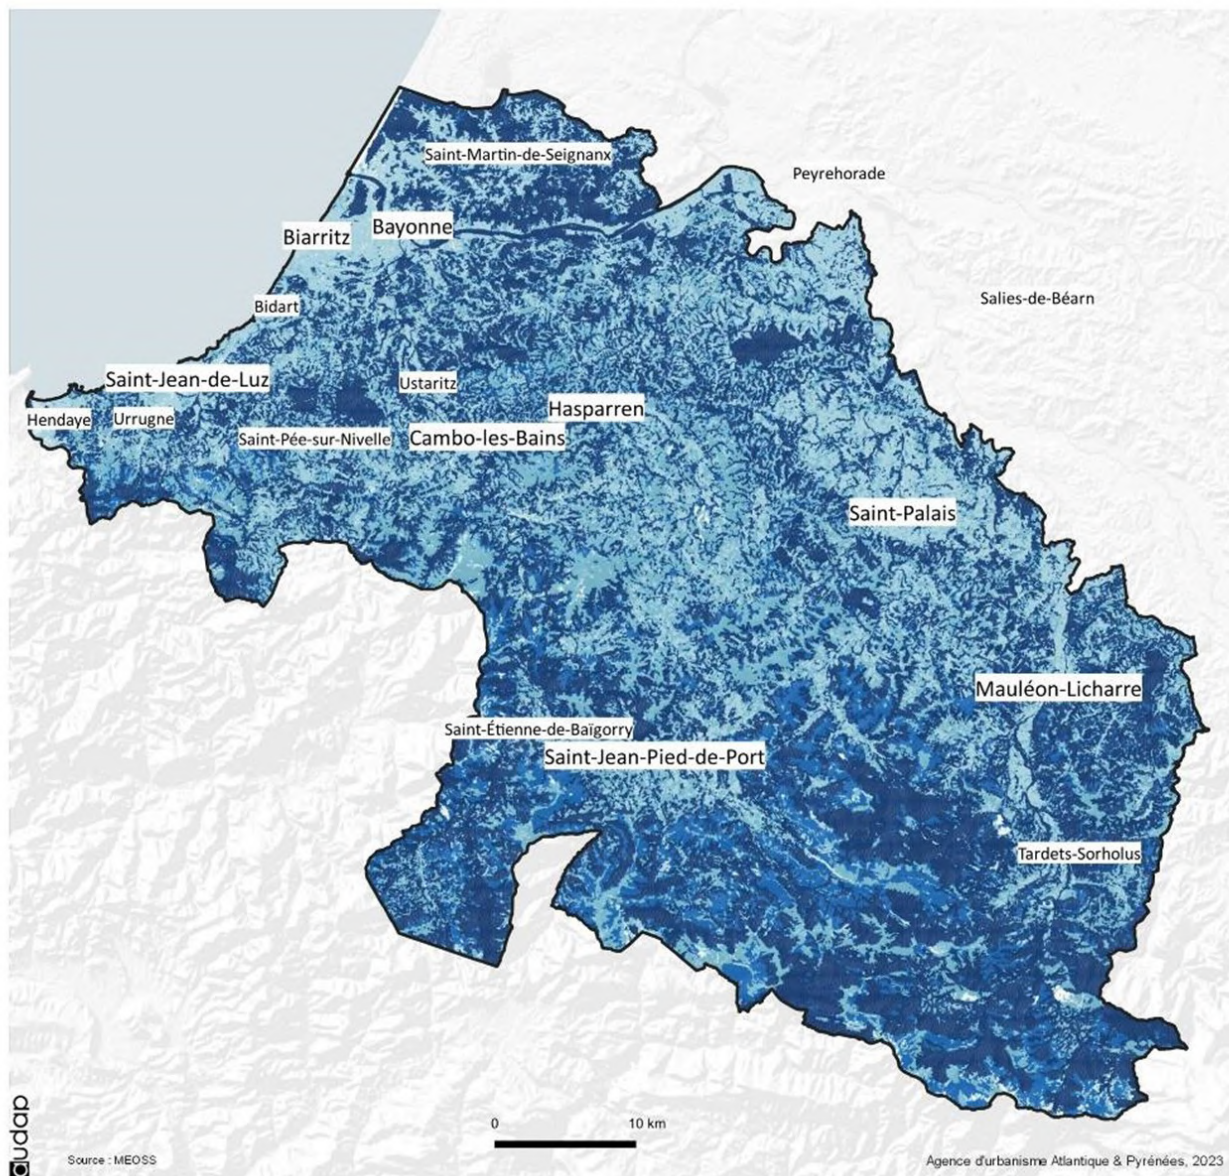 Saint-Martin-de-Seignanx
Peyrehorade
Biarritz
Bayonne
Bidart
Salies-de-Béarn
Saint-Jean-de-Luz
Ustaritz
Hendaye
Urrugne
Hasparren
Saint-Pée-sur-Nivelle
Cambo-les-Bains
Saint-Palais
Mauléon-Licharre
Saint-Étienne-de-Baïgorry
Saint-Jean-Pied-de-Port
Tardets-Sorholus
0
10 km
audap
Source : MEOSS
Agence d'urbanisme Atlantique & Pyrénées, 2023